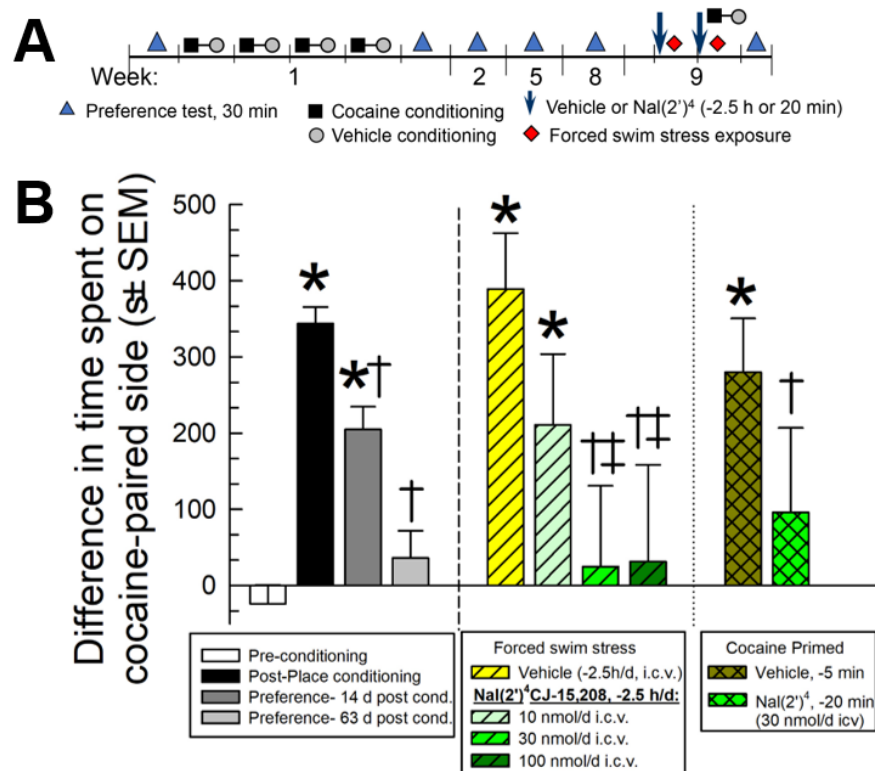 A
Week: 1 2 5 8 9
Preference test, 30 min
Cocaine conditioning
Vehicle or Nal(2')⁴ (-2.5 h or 20 min)
Vehicle conditioning
Forced swim stress exposure
B
Difference in time spent on
cocaine-paired side (s± SEM)
500
400
300
200
100
0
*
*†
†
*
*
†‡
†‡
*
†
Pre-conditioning
Post-Place conditioning
Preference- 14 d post cond.
Preference- 63 d post cond.
Forced swim stress
Vehicle (-2.5h/d, i.c.v.)
Nal(2')⁴CJ-15,208, -2.5 h/d:
10 nmol/d i.c.v.
30 nmol/d i.c.v.
100 nmol/d i.c.v.
Cocaine Primed
Vehicle, -5 min
Nal(2')⁴, -20 min
(30 nmol/d icv)